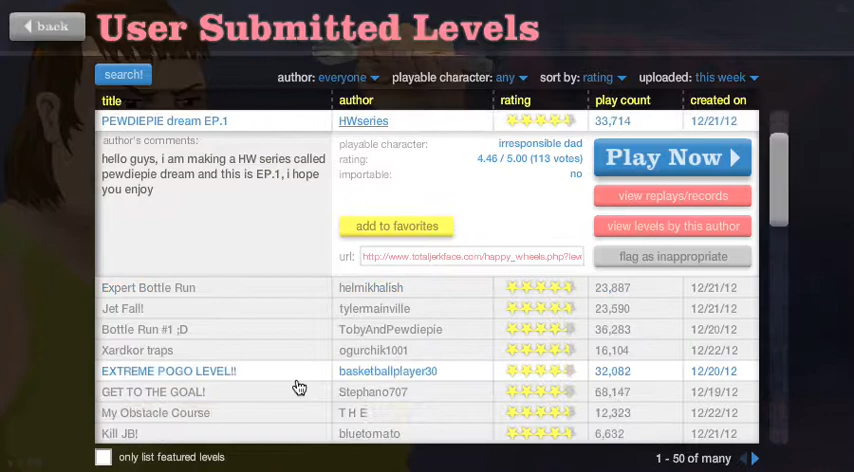 back
User Submitted Levels
search!
author: everyone
playable character: any
sort by: rating
uploaded: this week
title author rating play count created on
PEWDIEPIE dream EP.1 HWseries 33,714 12/21/12
author's comments:
hello guys, i am making a HW series called
pewdiepie dream and this is EP.1, i hope
you enjoy
playable character: irresponsible dad
rating: 4.46 / 5.00 (113 votes)
importable: no
add to favorites
url: http://www.totaljerkface.com/happy_wheels.php?leve
Play Now
view replays/records
view levels by this author
flag as inappropriate
Expert Bottle Run helmikhalish 23,887 12/21/12
Jet Fall! tylermainville 23,590 12/21/12
Bottle Run #1 ;D TobyAndPewdiepie 36,283 12/20/12
Xardkor traps ogurchik1001 16,104 12/22/12
EXTREME POGO LEVEL!! basketballplayer30 32,082 12/20/12
GET TO THE GOAL! Stephano707 68,147 12/19/12
My Obstacle Course T H E 12,323 12/22/12
Kill JB! bluetomato 6,632 12/21/12
only list featured levels
1 - 50 of many